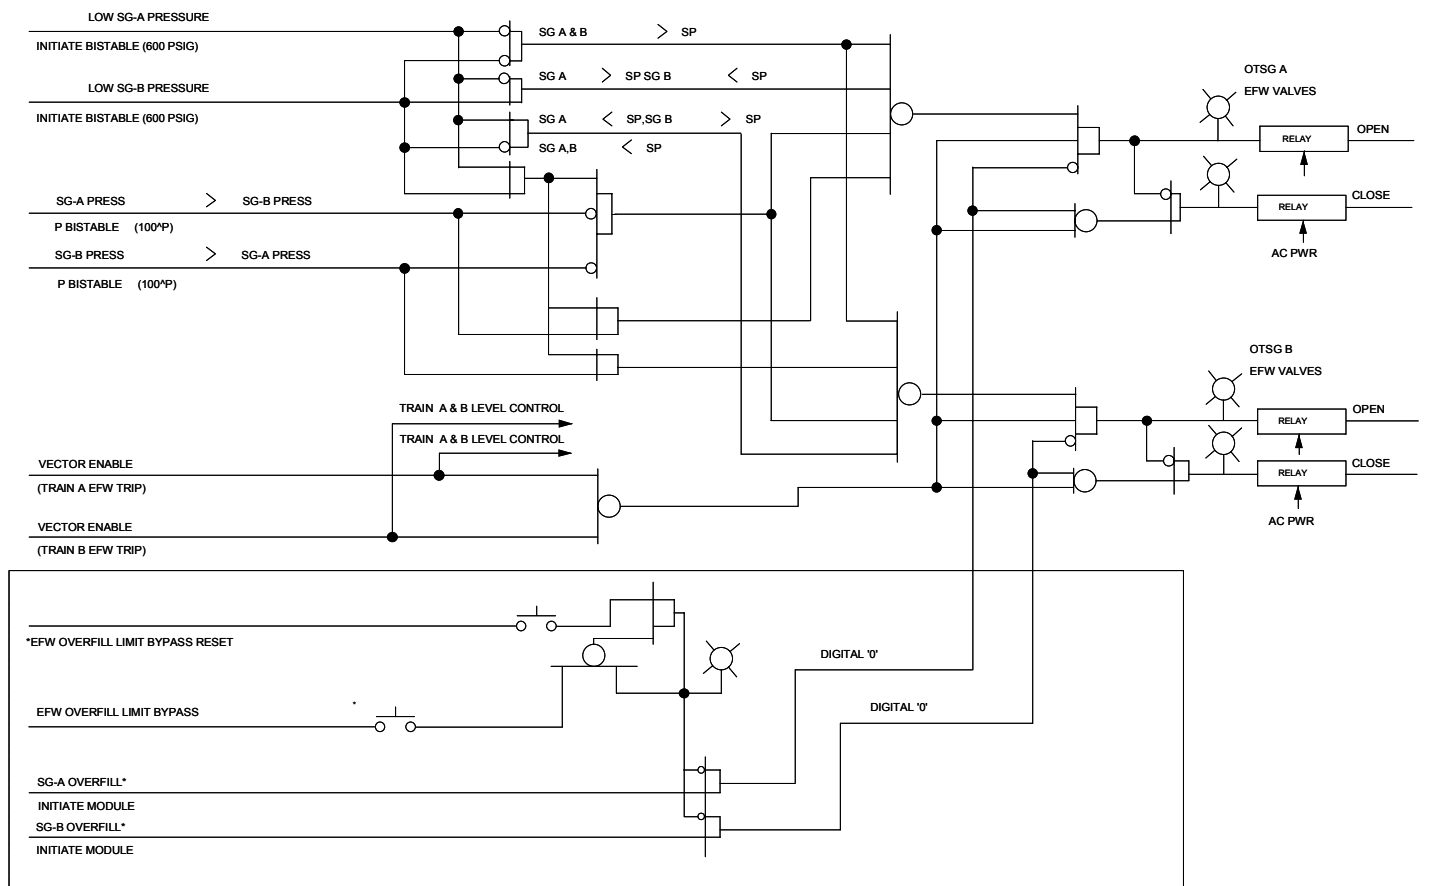 LOW SG-A PRESSURE
INITIATE BISTABLE (600 PSIG)
LOW SG-B PRESSURE
INITIATE BISTABLE (600 PSIG)
SG A & B > SP
SG A > SP SG B < SP
SG A < SP,SG B > SP
SG A,B < SP
SG-A PRESS > SG-B PRESS
P BISTABLE (100^P)
SG-B PRESS > SG-A PRESS
P BISTABLE (100^P)
OTSG A
EFW VALVES
RELAY
OPEN
RELAY
CLOSE
AC PWR
OTSG B
EFW VALVES
RELAY
OPEN
RELAY
CLOSE
AC PWR
TRAIN A & B LEVEL CONTROL
TRAIN A & B LEVEL CONTROL
VECTOR ENABLE
(TRAIN A EFW TRIP)
VECTOR ENABLE
(TRAIN B EFW TRIP)
*EFW OVERFILL LIMIT BYPASS RESET
DIGITAL '0'
EFW OVERFILL LIMIT BYPASS *
DIGITAL '0'
SG-A OVERFILL*
INITIATE MODULE
SG-B OVERFILL*
INITIATE MODULE